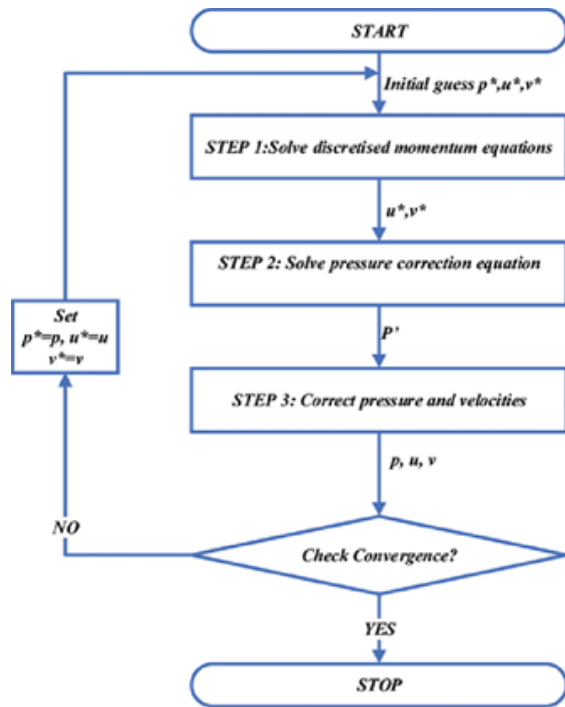 START
Initial guess p*,u*,v*
STEP 1:Solve discretised momentum equations
u*,v*
STEP 2: Solve pressure correction equation
P'
STEP 3: Correct pressure and velocities
p, u, v
Check Convergence?
NO
Set
p*=p, u*=u
v*=v
YES
STOP